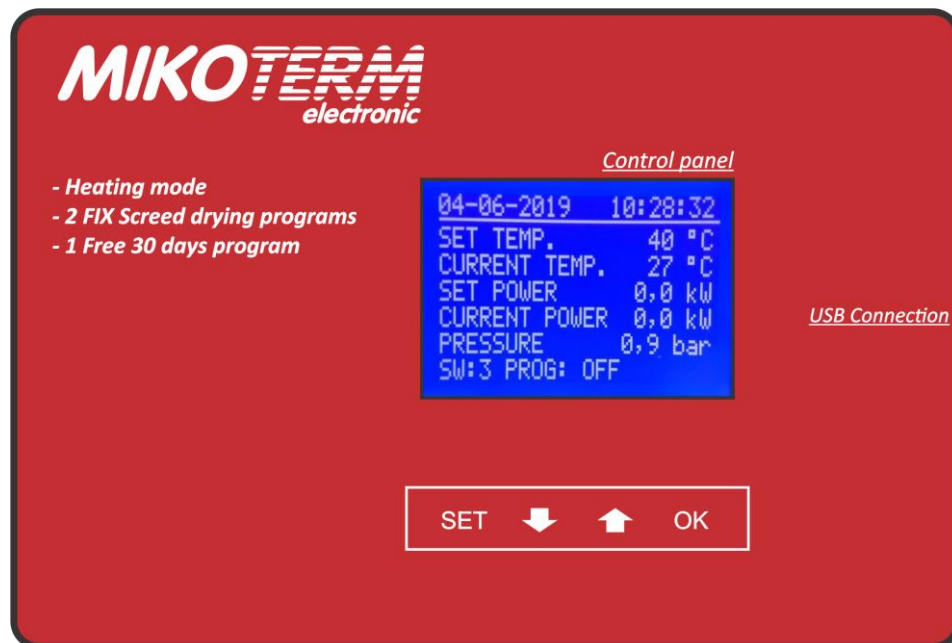 MIKOTERM
electronic
- Heating mode
- 2 FIX Screed drying programs
- 1 Free 30 days program
Control panel
04-06-2019 10:28:32
SET TEMP. 40 °C
CURRENT TEMP. 27 °C
SET POWER 0,0 kW
CURRENT POWER 0,0 kW
PRESSURE 0,9 bar
SW:3 PROG: OFF
USB Connection
SET OK